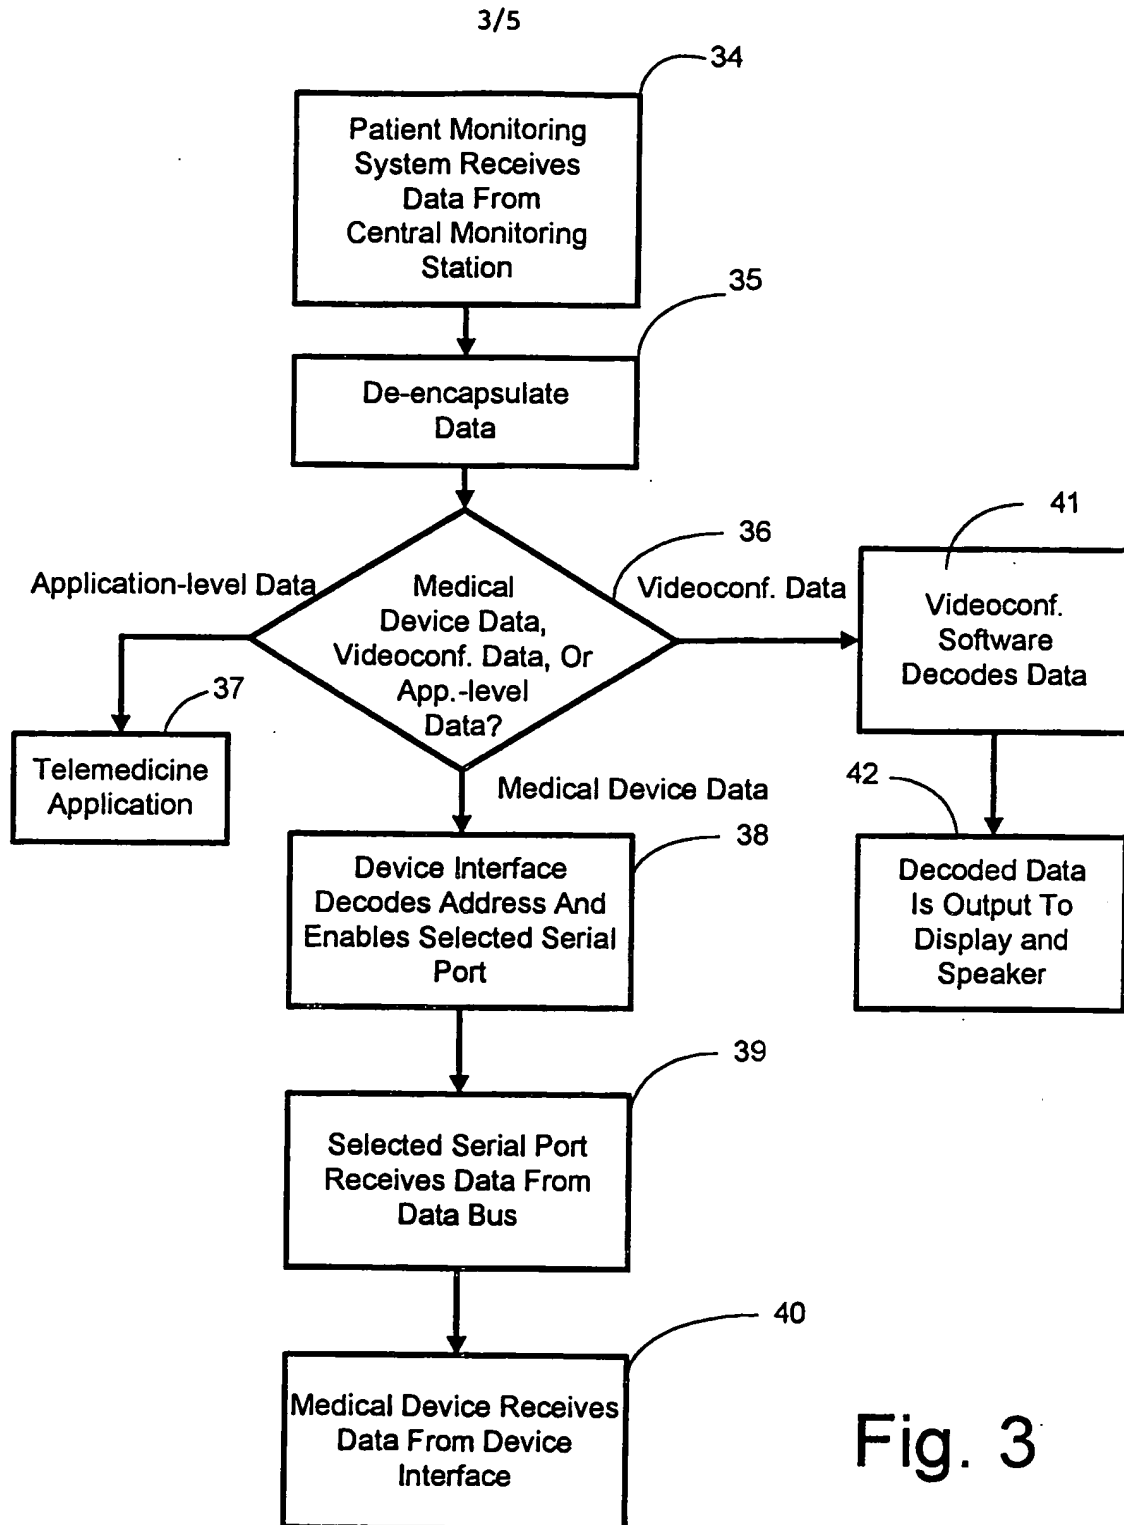 3/5
34
Patient Monitoring
System Receives
Data From
Central Monitoring
Station
35
De-encapsulate
Data
36
Medical
Device Data,
Videoconf. Data, Or
App.-level
Data?
Application-level Data
Videoconf. Data
41
Videoconf.
Software
Decodes Data
37
Telemedicine
Application
Medical Device Data
42
Decoded Data
Is Output To
Display and
Speaker
38
Device Interface
Decodes Address And
Enables Selected Serial
Port
39
Selected Serial Port
Receives Data From
Data Bus
40
Medical Device Receives
Data From Device
Interface
Fig. 3